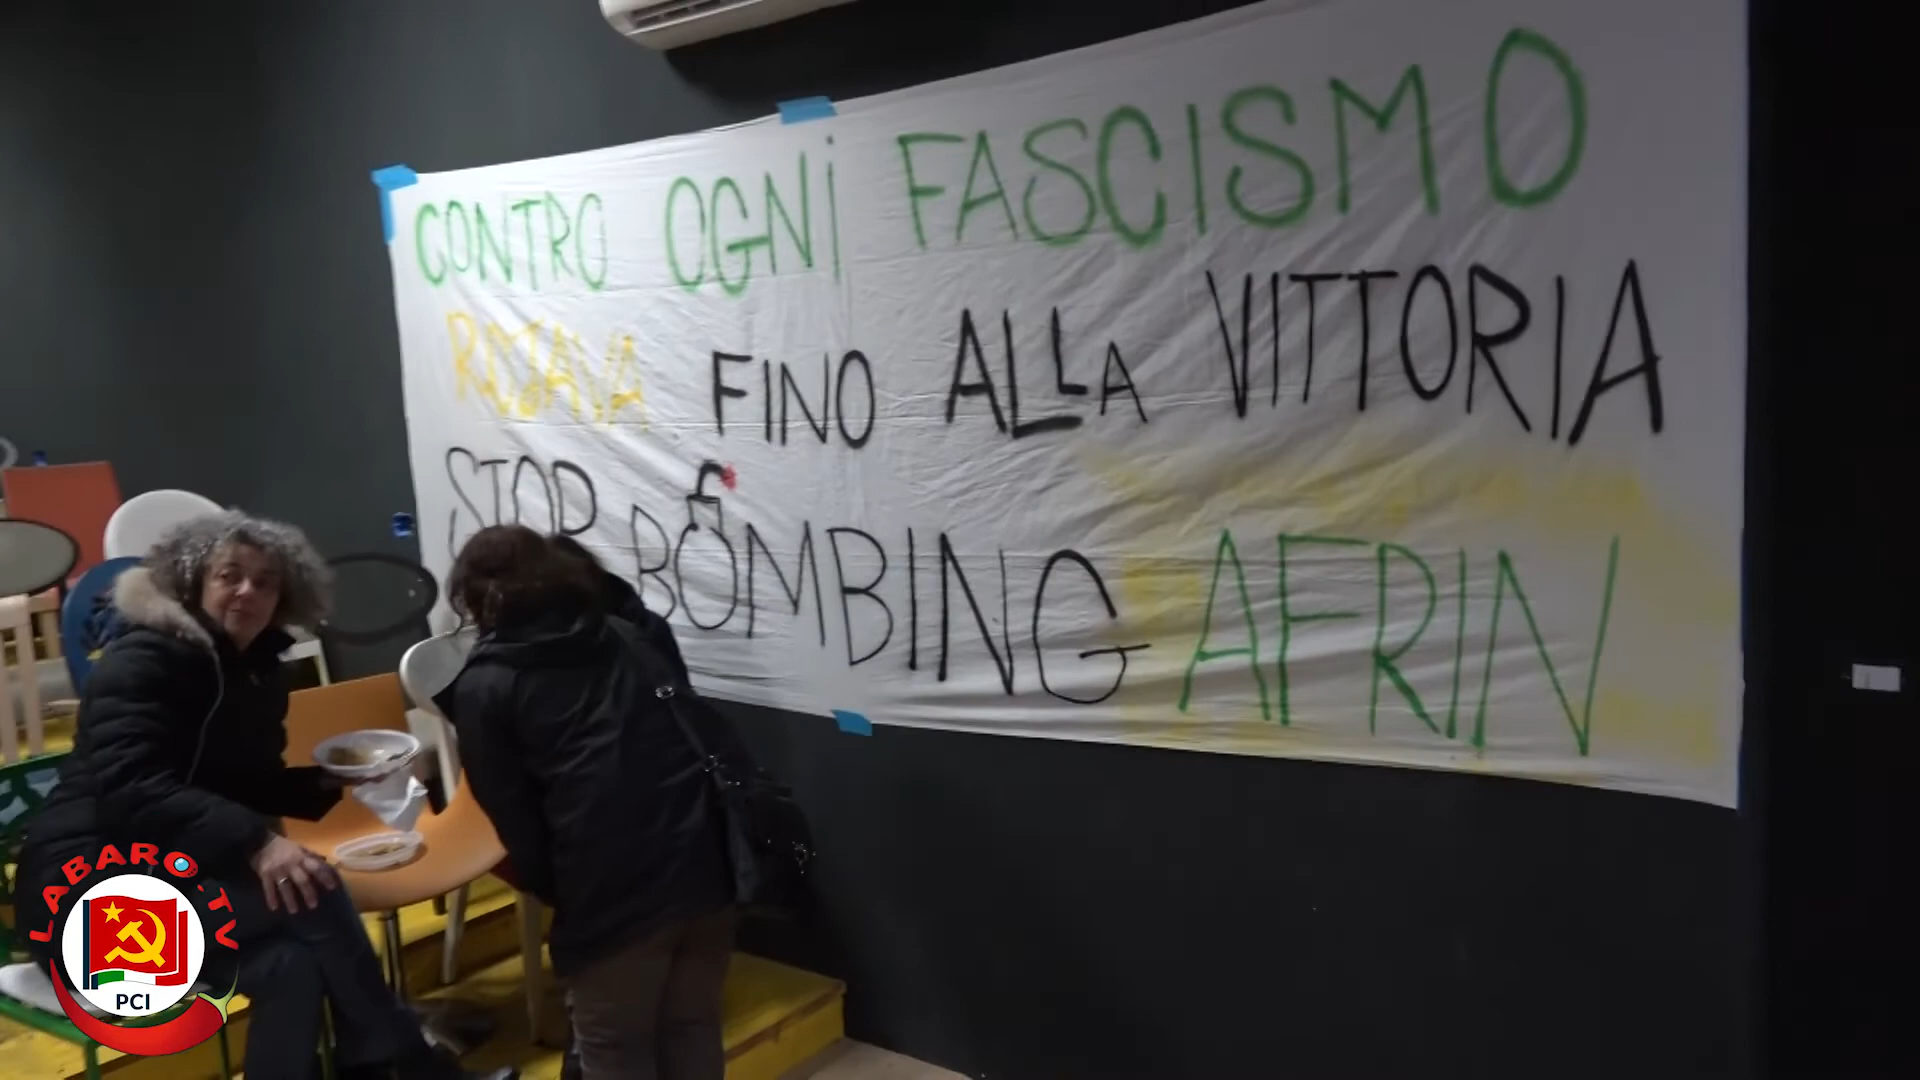 CONTRO OGNi FASCISMO
ROJAVA FINO ALLA VITTORIA
STOP BOMBING AFRIN
LABARO.TV
PCI